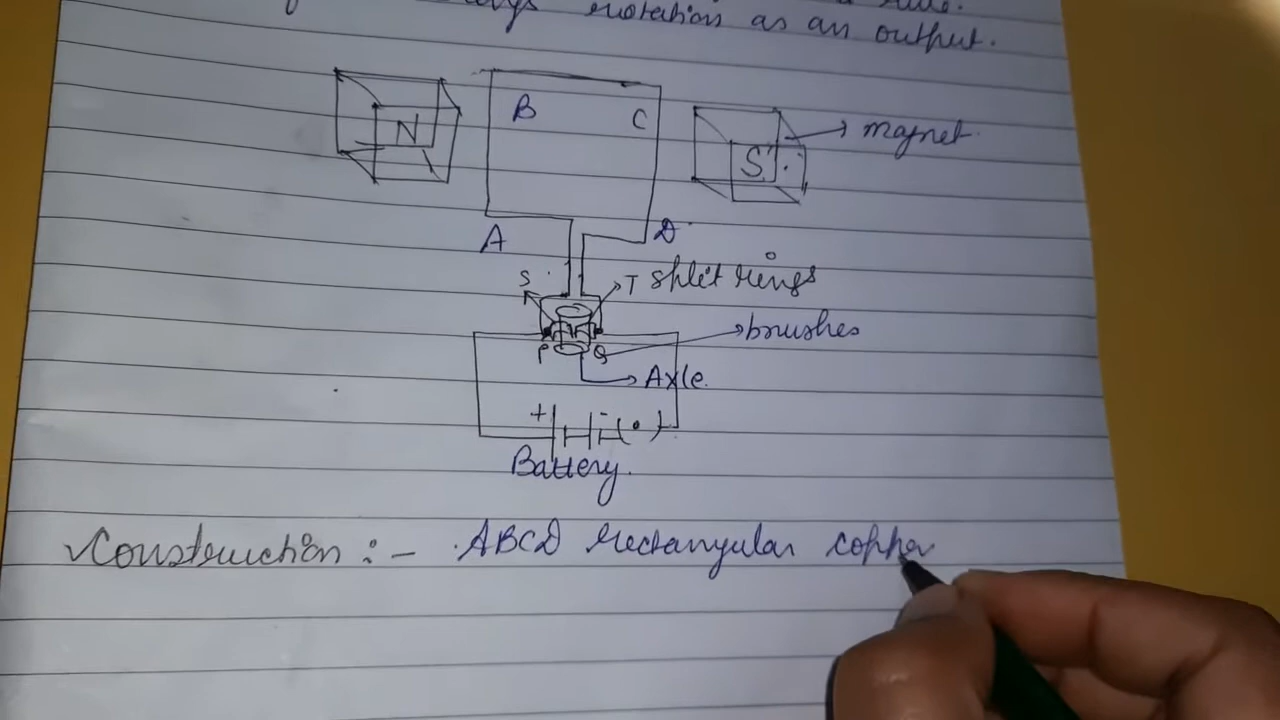 rotation as an output.
B C
N
magnet
S
A D
S T split rings
brushes
P Q
Axle.
+ -
Battery.
Construction :- ABCD rectangular copper